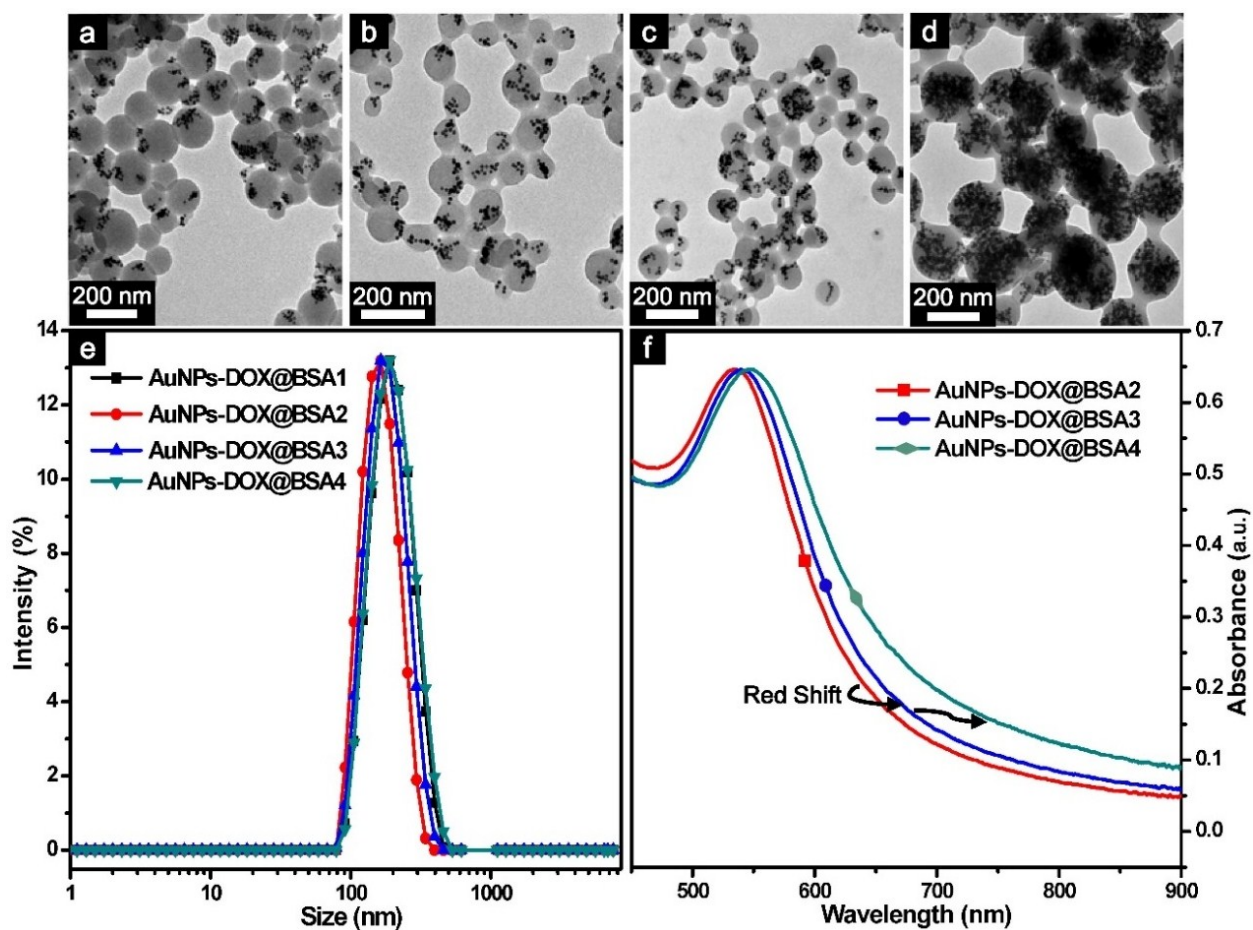 a
b
c
d
200 nm
200 nm
200 nm
200 nm
e
AuNPs-DOX@BSA1
AuNPs-DOX@BSA2
AuNPs-DOX@BSA3
AuNPs-DOX@BSA4
14
12
10
8
6
4
2
0
Intensity (%)
1
10
100
1000
Size (nm)
f
AuNPs-DOX@BSA2
AuNPs-DOX@BSA3
AuNPs-DOX@BSA4
Red Shift
0.7
0.6
0.5
0.4
0.3
0.2
0.1
0.0
Absorbance (a.u.)
500
600
700
800
900
Wavelength (nm)